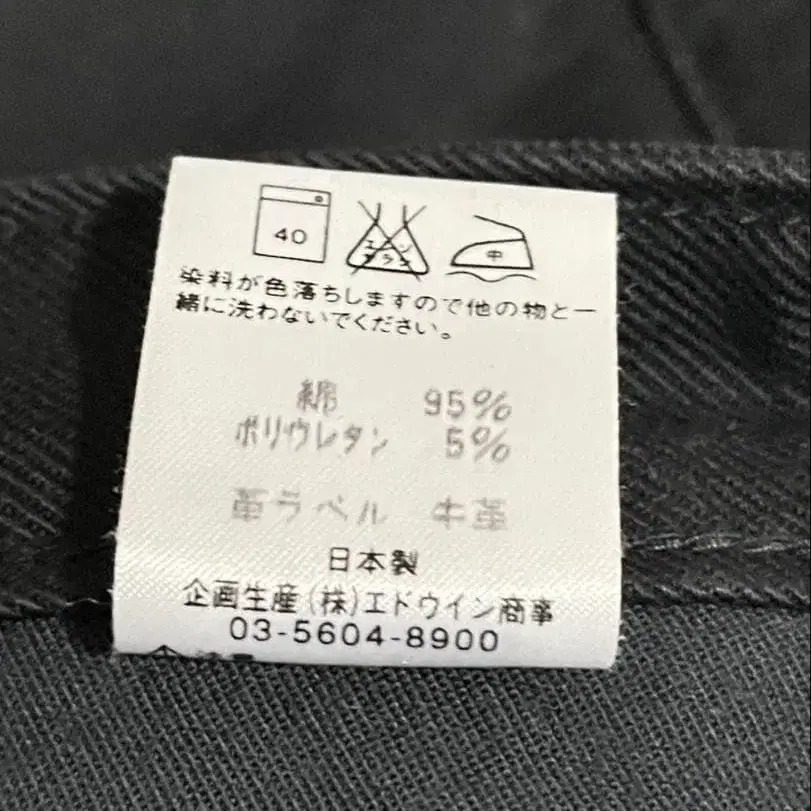 40
エンソ
サラシ
中
染料が色落ちしますので他の物と一
緒に洗わないでください。
綿 95%
ポリウレタン 5%
革ラベル 牛革
日本製
企画生産(株)エドウイン商事
03-5604-8900